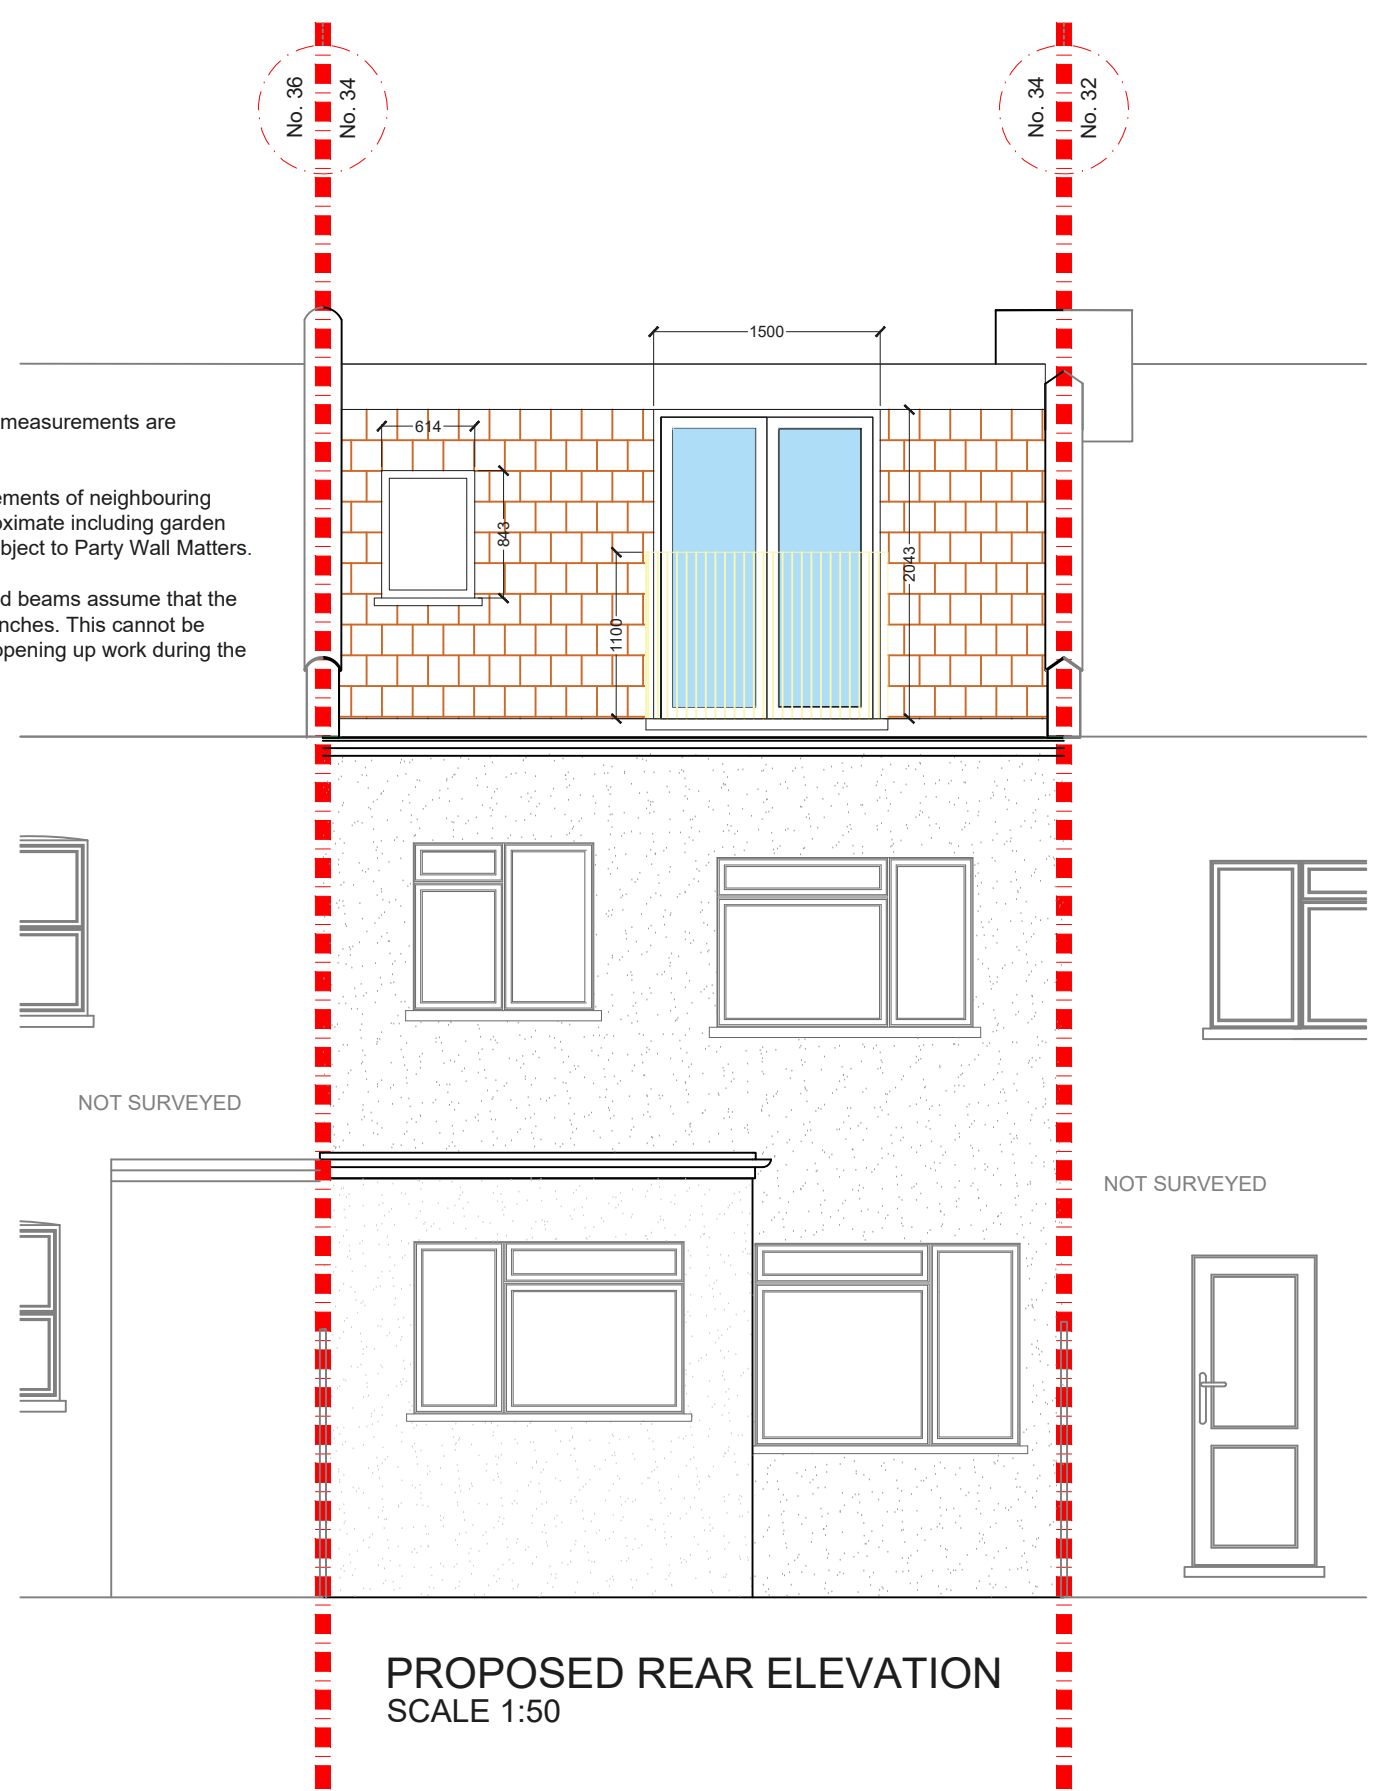 No. 36
No. 34
No. 34
No. 32
1500
measurements are
614
ements of neighbouring
oximate including garden
bject to Party Wall Matters.
843
2043
d beams assume that the
nches. This cannot be
opening up work during the
1100
NOT SURVEYED
NOT SURVEYED
PROPOSED REAR ELEVATION
SCALE 1:50